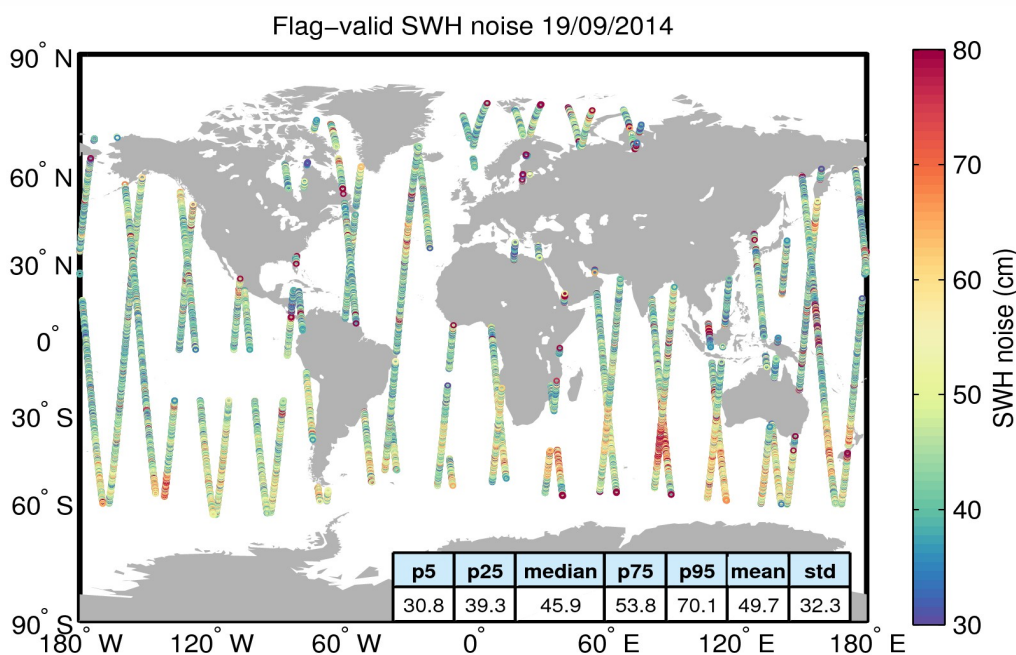 Flag−valid SWH noise 19/09/2014
90° N
60° N
30° N
0°
30° S
60° S
90° S
180° W
120° W
60° W
0°
60° E
120° E
180° E
80
70
60
50
40
30
SWH noise (cm)
p5 p25 median p75 p95 mean std
30.8 39.3 45.9 53.8 70.1 49.7 32.3